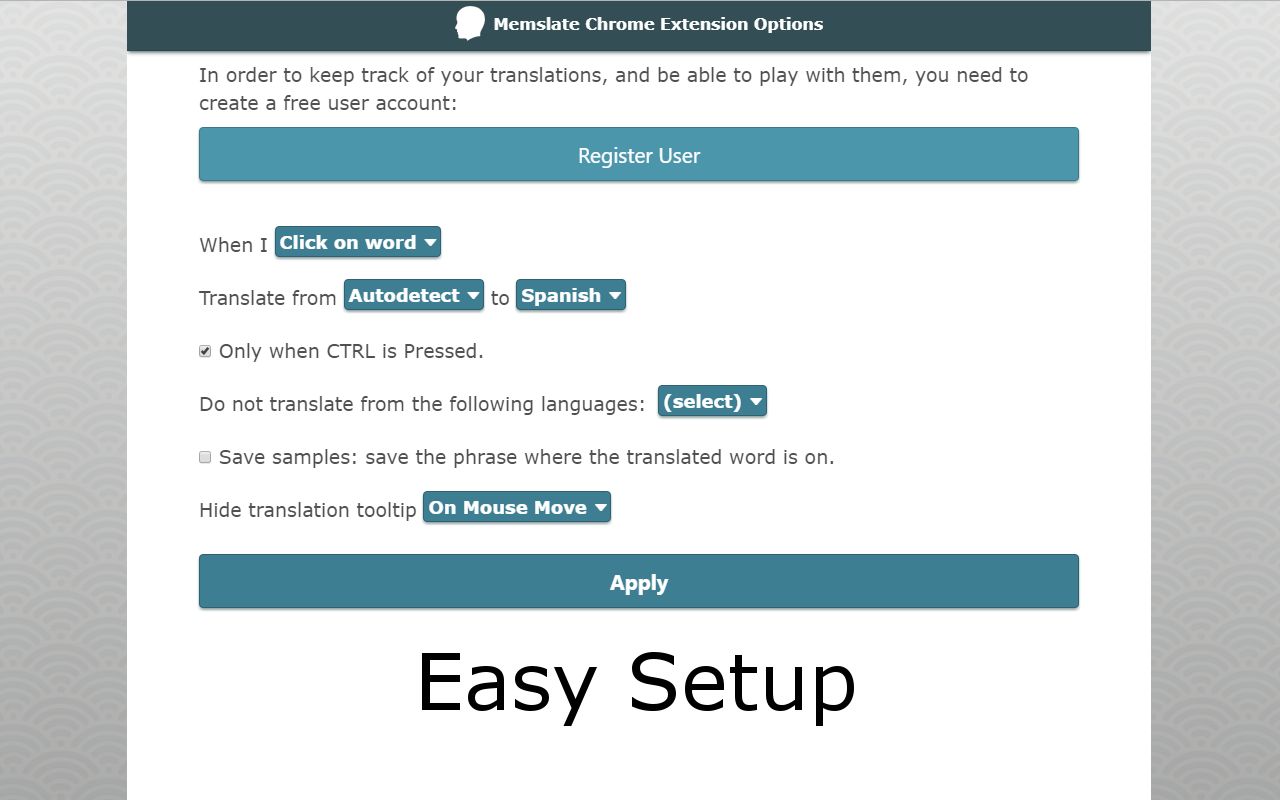 Memslate Chrome Extension Options
In order to keep track of your translations, and be able to play with them, you need to
create a free user account:
Register User
When I Click on word
Translate from Autodetect to Spanish
Only when CTRL is Pressed.
Do not translate from the following languages: (select)
Save samples: save the phrase where the translated word is on.
Hide translation tooltip On Mouse Move
Apply
Easy Setup